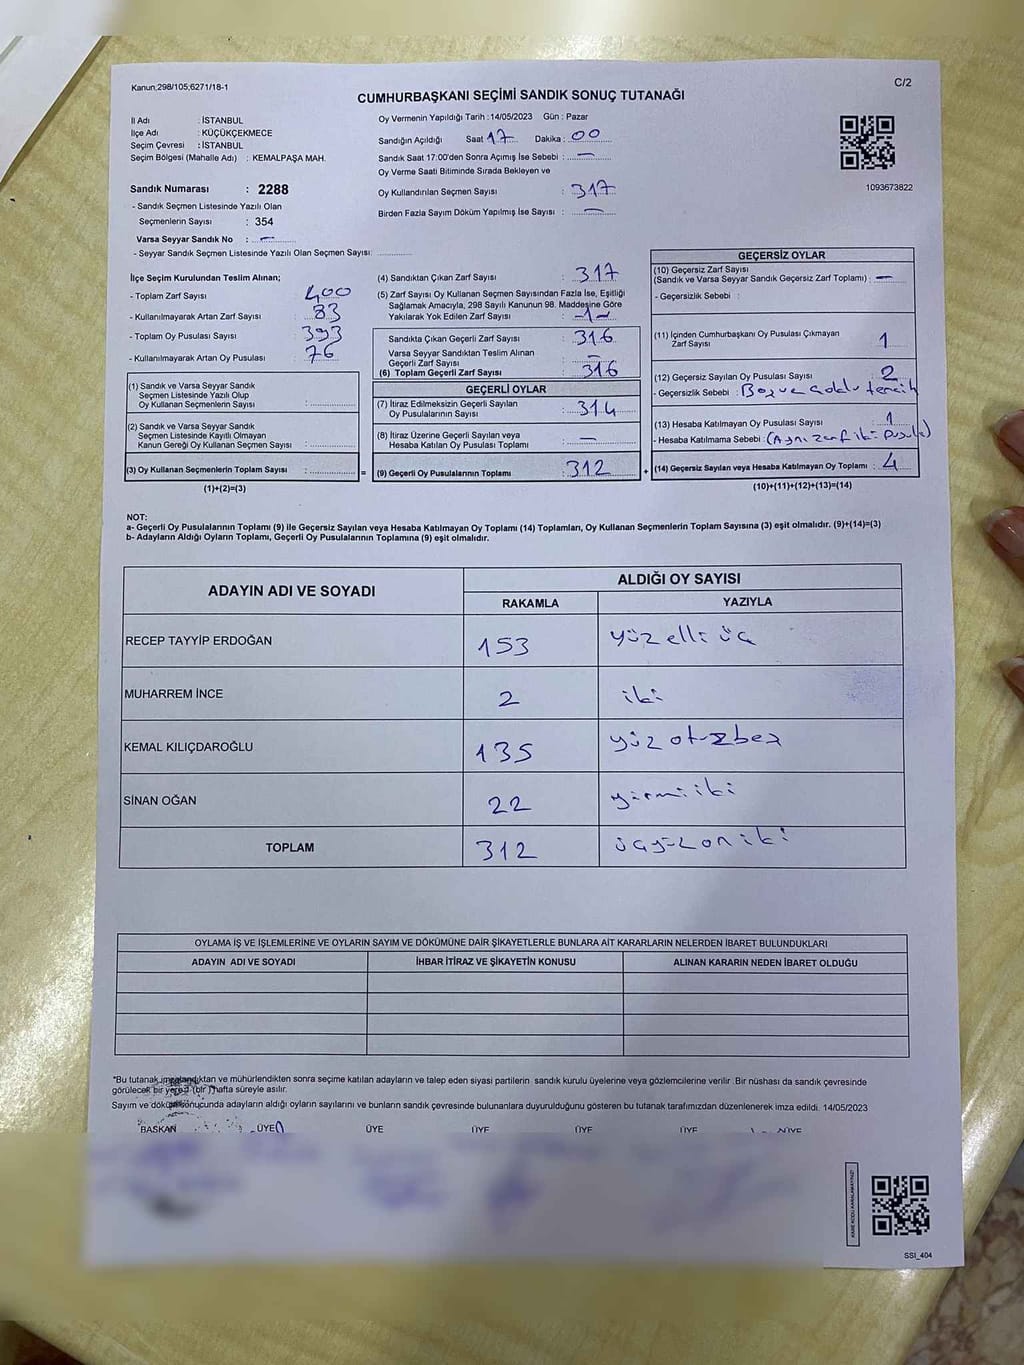 Kanun;298/105;6271/18-1
C/2
CUMHURBAŞKANI SEÇİMİ SANDIK SONUÇ TUTANAĞI
İl Adı : İSTANBUL
İlçe Adı : KÜÇÜKÇEKMECE
Seçim Çevresi : İSTANBUL
Seçim Bölgesi (Mahalle Adı) : KEMALPAŞA MAH.
Sandık Numarası : 2288
- Sandık Seçmen Listesinde Yazılı Olan
Seçmenlerin Sayısı : 354
Varsa Seyyar Sandık No : —
- Seyyar Sandık Seçmen Listesinde Yazılı Olan Seçmen Sayısı:
Oy Vermenin Yapıldığı Tarih :14/05/2023 Gün : Pazar
Sandığın Açıldığı Saat 17 Dakika : 00
Sandık Saat 17:00'den Sonra Açımış İse Sebebi : —
Oy Verme Saati Bitiminde Sırada Bekleyen ve
Oy Kullandırılan Seçmen Sayısı : 317
Birden Fazla Sayım Döküm Yapılmış İse Sayısı : —
1093673822
İlçe Seçim Kurulundan Teslim Alınan;
- Toplam Zarf Sayısı 400
- Kullanılmayarak Artan Zarf Sayısı : 83
- Toplam Oy Pusulası Sayısı : 393
- Kullanılmayarak Artan Oy Pusulası : 76
(1) Sandık ve Varsa Seyyar Sandık
Seçmen Listesinde Yazılı Olup
Oy Kullanan Seçmenlerin Sayısı :
(2) Sandık ve Varsa Seyyar Sandık
Seçmen Listesinde Kayıtlı Olmayan
Kanun Gereği Oy Kullanan Seçmen Sayısı :
(3) Oy Kullanan Seçmenlerin Toplam Sayısı :
(1)+(2)=(3)
(4) Sandıktan Çıkan Zarf Sayısı : 317
(5) Zarf Sayısı Oy Kullanan Seçmen Sayısından Fazla İse, Eşitliği
Sağlamak Amacıyla, 298 Sayılı Kanunun 98. Maddesine Göre
Yakılarak Yok Edilen Zarf Sayısı : -1-
Sandıkta Çıkan Geçerli Zarf Sayısı : 316
Varsa Seyyar Sandıktan Teslim Alınan
Geçerli Zarf Sayısı : —
(6) Toplam Geçerli Zarf Sayısı : 316
GEÇERLİ OYLAR
(7) İtiraz Edilmeksizin Geçerli Sayılan
Oy Pusulalarının Sayısı : 314
(8) İtiraz Üzerine Geçerli Sayılan veya
Hesaba Katılan Oy Pusulası Toplamı : —
= (9) Geçerli Oy Pusulalarının Toplamı : 312
GEÇERSİZ OYLAR
(10) Geçersiz Zarf Sayısı
(Sandık ve Varsa Seyyar Sandık Geçersiz Zarf Toplamı) : —
- Geçersizlik Sebebi :
(11) İçinden Cumhurbaşkanı Oy Pusulası Çıkmayan
Zarf Sayısı : 1
(12) Geçersiz Sayılan Oy Pusulası Sayısı : 2
- Geçersizlik Sebebi : Boş ve çoklu tercih
(13) Hesaba Katılmayan Oy Pusulası Sayısı : 1
- Hesaba Katılmama Sebebi : (Aynı zarf iki pusula)
+ (14) Geçersiz Sayılan veya Hesaba Katılmayan Oy Toplamı : 4
(10)+(11)+(12)+(13)=(14)
NOT:
a- Geçerli Oy Pusulalarının Toplamı (9) ile Geçersiz Sayılan veya Hesaba Katılmayan Oy Toplamı (14) Toplamları, Oy Kullanan Seçmenlerin Toplam Sayısına (3) eşit olmalıdır. (9)+(14)=(3)
b- Adayların Aldığı Oyların Toplamı, Geçerli Oy Pusulalarının Toplamına (9) eşit olmalıdır.
ADAYIN ADI VE SOYADI
ALDIĞI OY SAYISI
RAKAMLA YAZIYLA
RECEP TAYYİP ERDOĞAN 153 yüz elli üç
MUHARREM İNCE 2 iki
KEMAL KILIÇDAROĞLU 135 yüz otuzbeş
SİNAN OĞAN 22 yirmi iki
TOPLAM 312 üçyüz on iki
OYLAMA İŞ VE İŞLEMLERİNE VE OYLARIN SAYIM VE DÖKÜMÜNE DAİR ŞİKAYETLERLE BUNLARA AİT KARARLARIN NELERDEN İBARET BULUNDUKLARI
ADAYIN ADI VE SOYADI İHBAR İTİRAZ VE ŞİKAYETİN KONUSU ALINAN KARARIN NEDEN İBARET OLDUĞU
*Bu tutanak imzalandıktan ve mühürlendikten sonra seçime katılan adayların ve talep eden siyasi partilerin sandık kurulu üyelerine veya gözlemcilerine verilir .Bir nüshası da sandık çevresinde
görülecek bir yere 1 (bir) hafta süreyle asılır.
Sayım ve döküm sonucunda adayların aldığı oyların sayılarını ve bunların sandık çevresinde bulunanlara duyurulduğunu gösteren bu tutanak tarafımızdan düzenlenerek imza edildi. 14/05/2023
BAŞKAN ÜYE ÜYE ÜYE ÜYE ÜYE ÜYE
KARE KODU KARALAMAYINIZ!
SSI_404